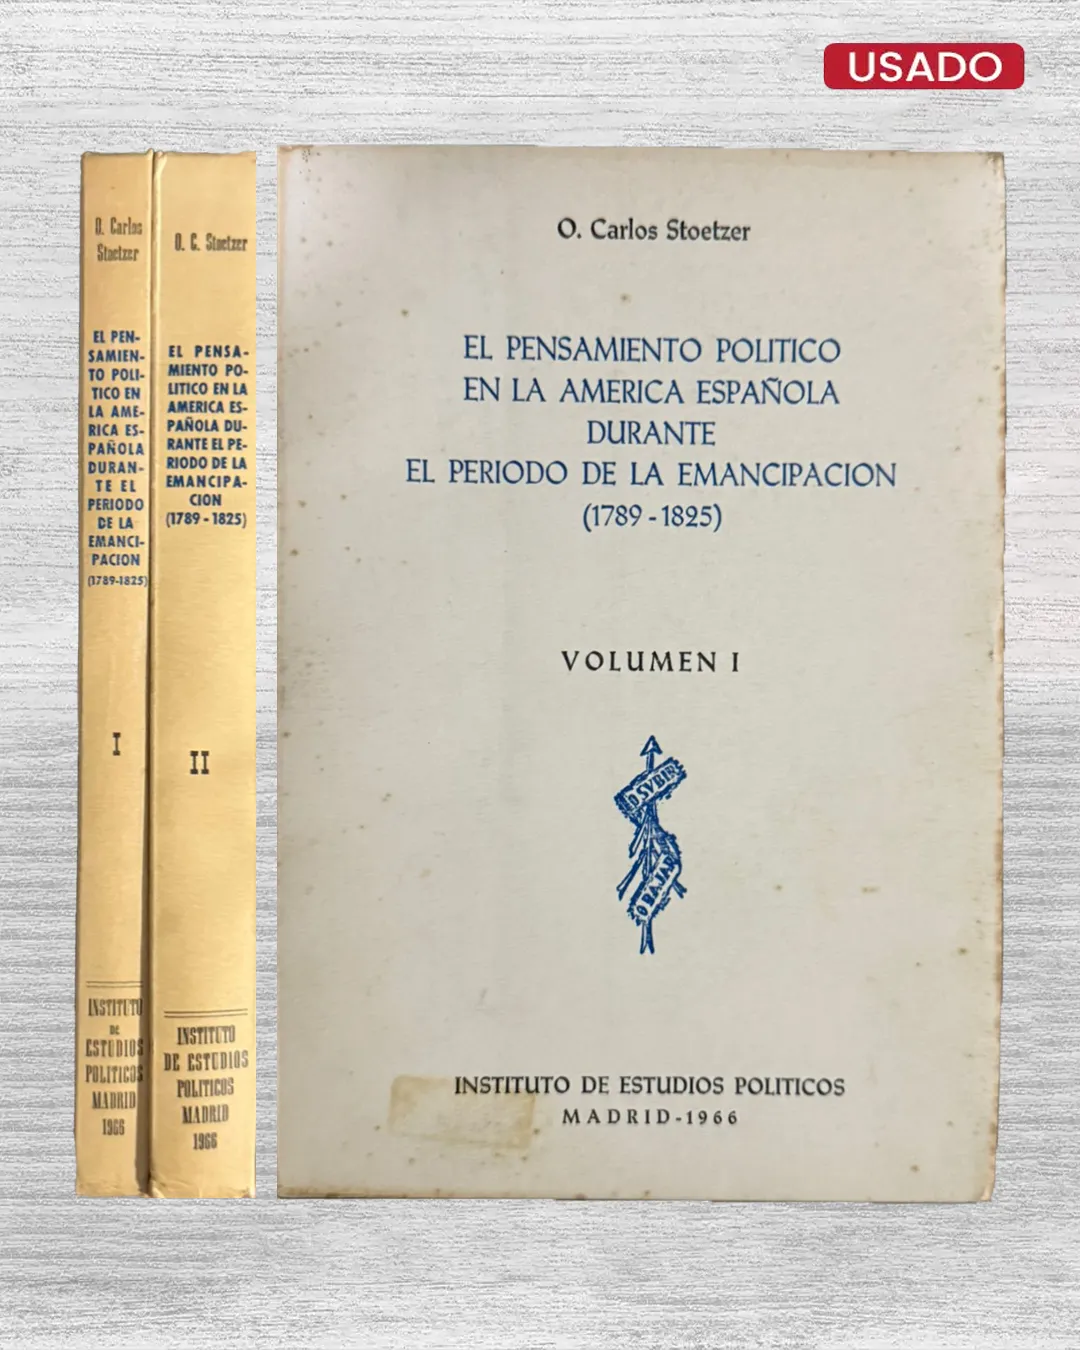 USADO
O. Carlos
Stoetzer
EL PEN-
SAMIEN-
TO POLI-
TICO EN
LA AME-
RICA ES-
PAÑOLA
DURAN-
TE EL
PERIODO
DE LA
EMANCI-
PACION
(1789-1825)
I
INSTITUTO
DE
ESTUDIOS
POLITICOS
MADRID
1966
O. C. Stoetzer
EL PENSA-
MIENTO PO-
LITICO EN LA
AMERICA ES-
PAÑOLA DU-
RANTE EL PE-
RIODO DE LA
EMANCIPA-
CION
(1789-1825)
II
INSTITUTO
DE ESTUDIOS
POLITICOS
MADRID
1966
O. Carlos Stoetzer
EL PENSAMIENTO POLITICO
EN LA AMERICA ESPAÑOLA
DURANTE
EL PERIODO DE LA EMANCIPACION
(1789-1825)
VOLUMEN I
O SVBIR
O BAJAR
INSTITUTO DE ESTUDIOS POLITICOS
MADRID-1966